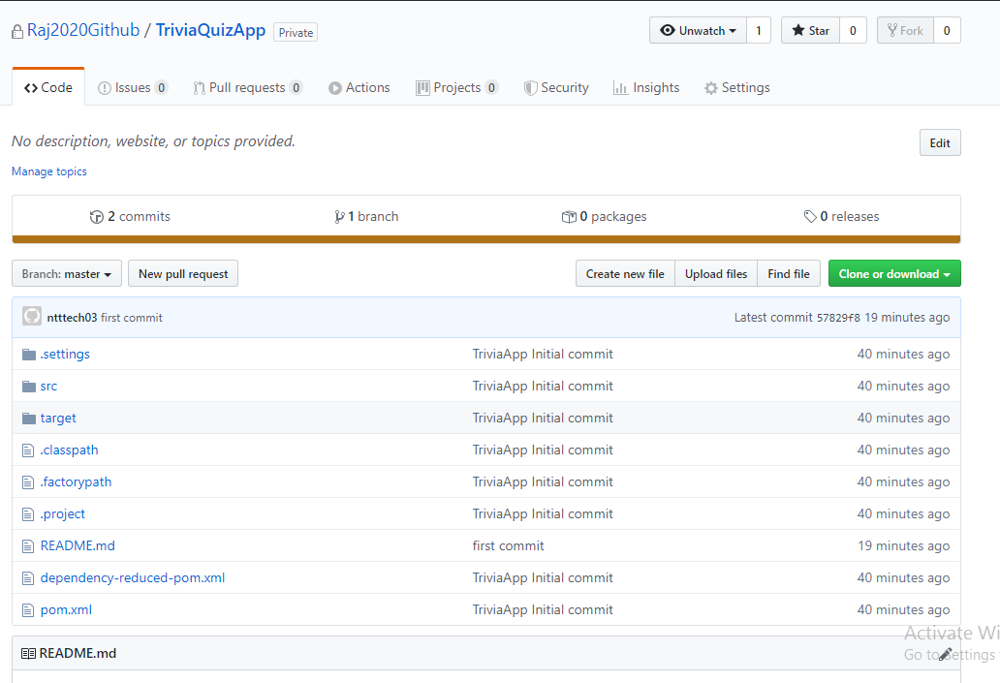 Raj2020Github / TriviaQuizApp Private Unwatch 1 Star 0 Fork 0
Code Issues 0 Pull requests 0 Actions Projects 0 Security Insights Settings
No description, website, or topics provided. Edit
Manage topics
2 commits 1 branch 0 packages 0 releases
Branch: master New pull request Create new file Upload files Find file Clone or download
ntttech03 first commit Latest commit 57829f8 19 minutes ago
.settings TriviaApp Initial commit 40 minutes ago
src TriviaApp Initial commit 40 minutes ago
target TriviaApp Initial commit 40 minutes ago
.classpath TriviaApp Initial commit 40 minutes ago
.factorypath TriviaApp Initial commit 40 minutes ago
.project TriviaApp Initial commit 40 minutes ago
README.md first commit 19 minutes ago
dependency-reduced-pom.xml TriviaApp Initial commit 40 minutes ago
pom.xml TriviaApp Initial commit 40 minutes ago
Activate Wi
README.md
Go to Settings